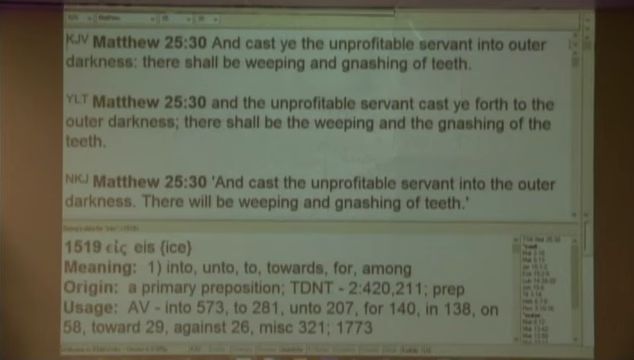 KJV Matthew 25:30 And cast ye the unprofitable servant into outer
darkness: there shall be weeping and gnashing of teeth.
YLT Matthew 25:30 and the unprofitable servant cast ye forth to the
outer darkness; there shall be the weeping and the gnashing of the
teeth.
NKJ Matthew 25:30 'And cast the unprofitable servant into the outer
darkness. There will be weeping and gnashing of teeth.'
1519 εἰς eis {ice}
Meaning: 1) into, unto, to, towards, for, among
Origin: a primary preposition; TDNT - 2:420,211; prep
Usage: AV - into 573, to 281, unto 207, for 140, in 138, on
58, toward 29, against 26, misc 321; 1773